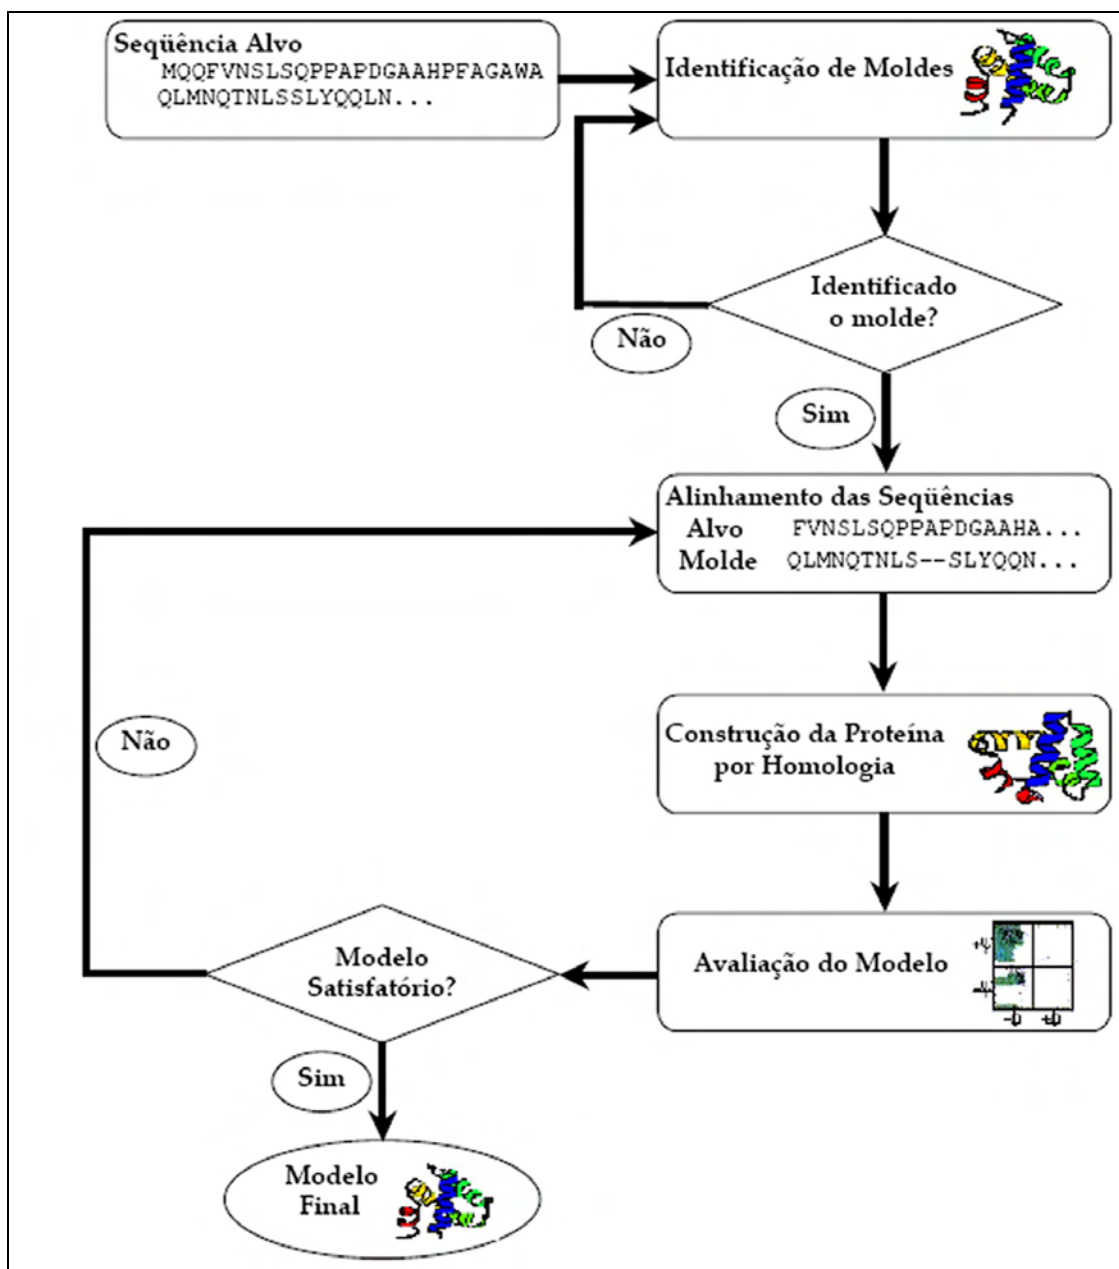 Seqüência Alvo
MQQFVNSLSQPPAPDGAAHPFAGAWA
QLMNQTNLSSLYQQLN...
Identificação de Moldes
Identificado
o molde?
Não
Sim
Alinhamento das Seqüências
Alvo FVNSLSQPPAPDGAAHA...
Molde QLMNQTNLS--SLYQQN...
Construção da Proteína
por Homologia
Avaliação do Modelo
Modelo
Satisfatório?
Não
Sim
Modelo
Final